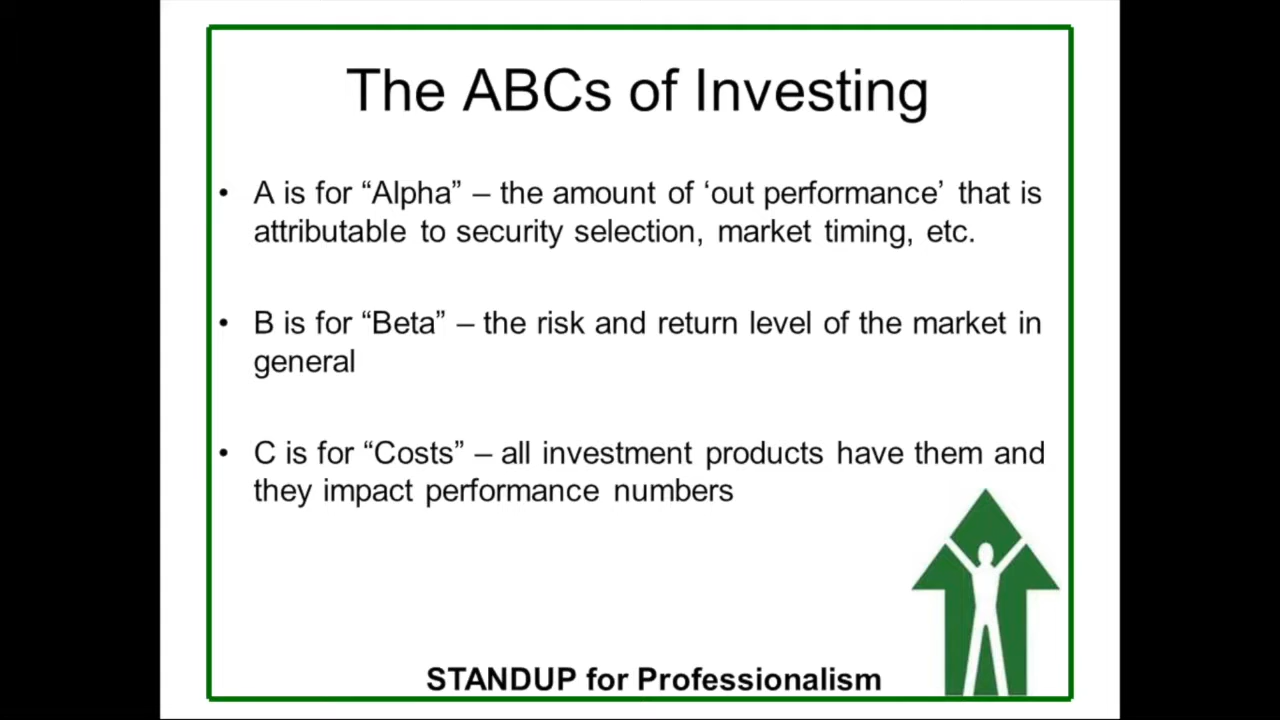 The ABCs of Investing
• A is for “Alpha” – the amount of ‘out performance’ that is
attributable to security selection, market timing, etc.
• B is for “Beta” – the risk and return level of the market in
general
• C is for “Costs” – all investment products have them and
they impact performance numbers
STANDUP for Professionalism